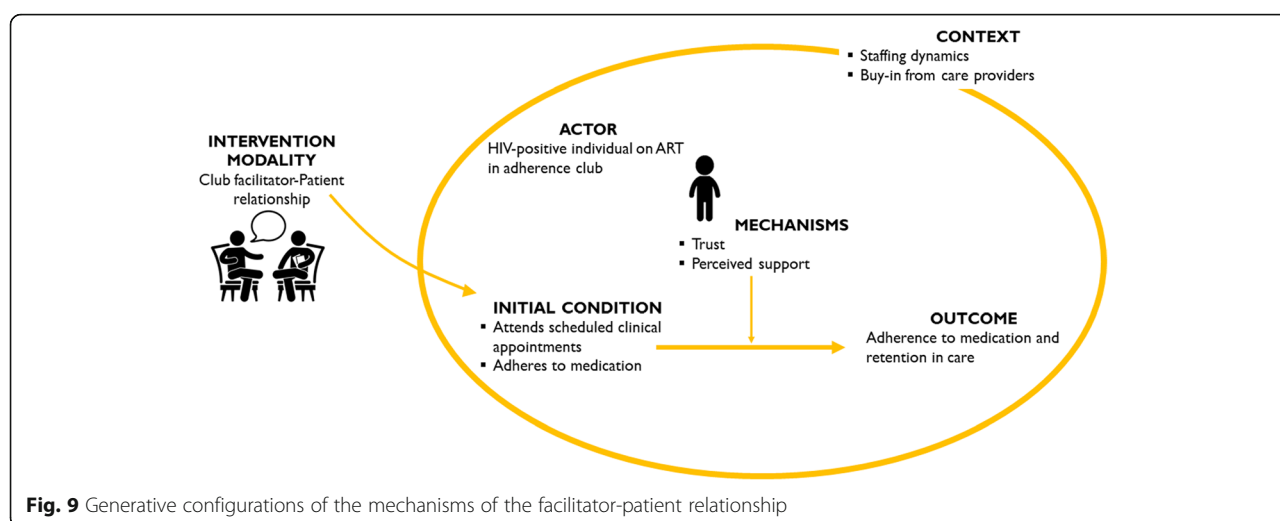 CONTEXT
▪ Staffing dynamics
▪ Buy-in from care providers
ACTOR
HIV-positive individual on ART
in adherence club
INTERVENTION
MODALITY
Club facilitator-Patient
relationship
MECHANISMS
▪ Trust
▪ Perceived support
INITIAL CONDITION
▪ Attends scheduled clinical
appointments
▪ Adheres to medication
OUTCOME
Adherence to medication and
retention in care
Fig. 9 Generative configurations of the mechanisms of the facilitator-patient relationship